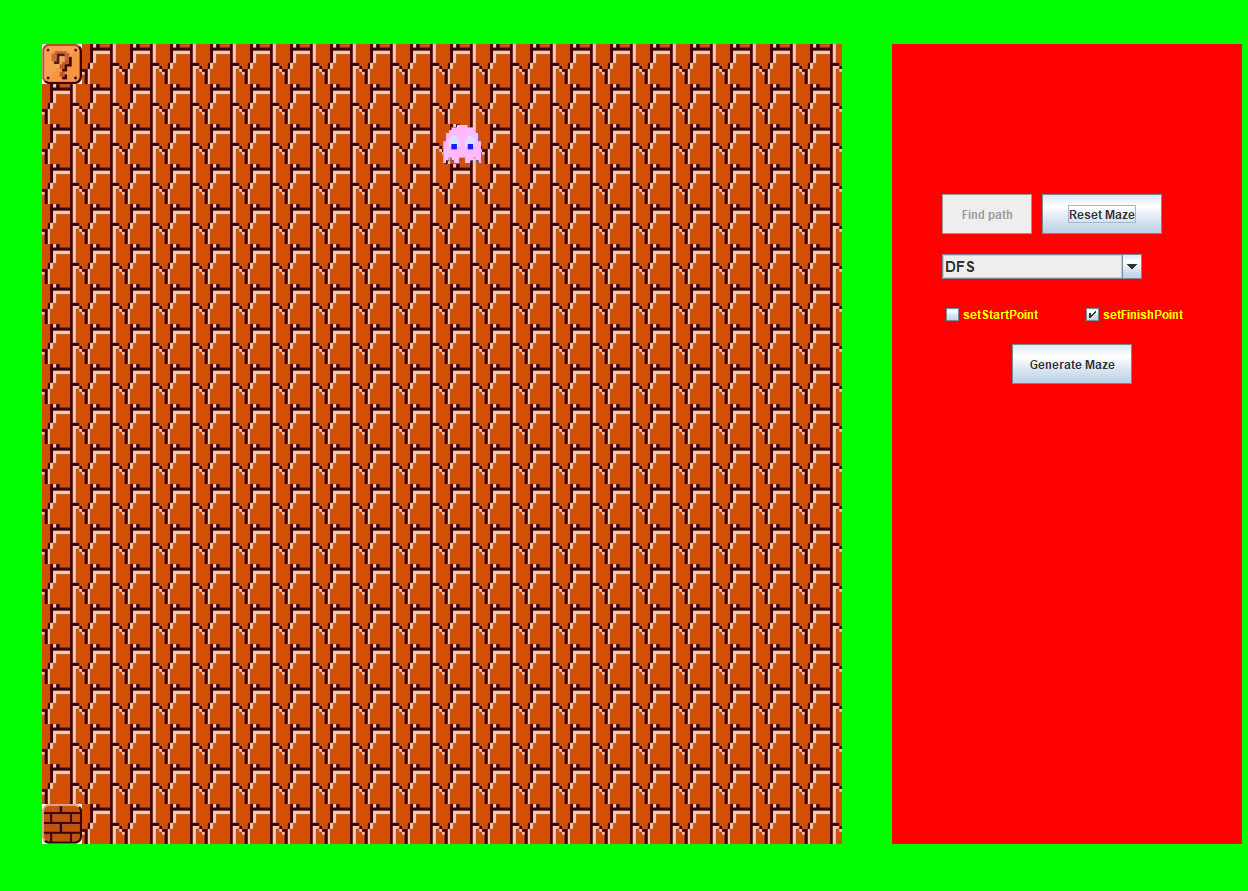 ?
Find path
Reset Maze
DFS
setStartPoint
setFinishPoint
Generate Maze